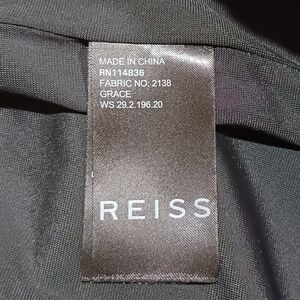 MADE IN CHINA
RN114836
FABRIC NO: 2138
GRACE
WS 29.2.196.20
REISS